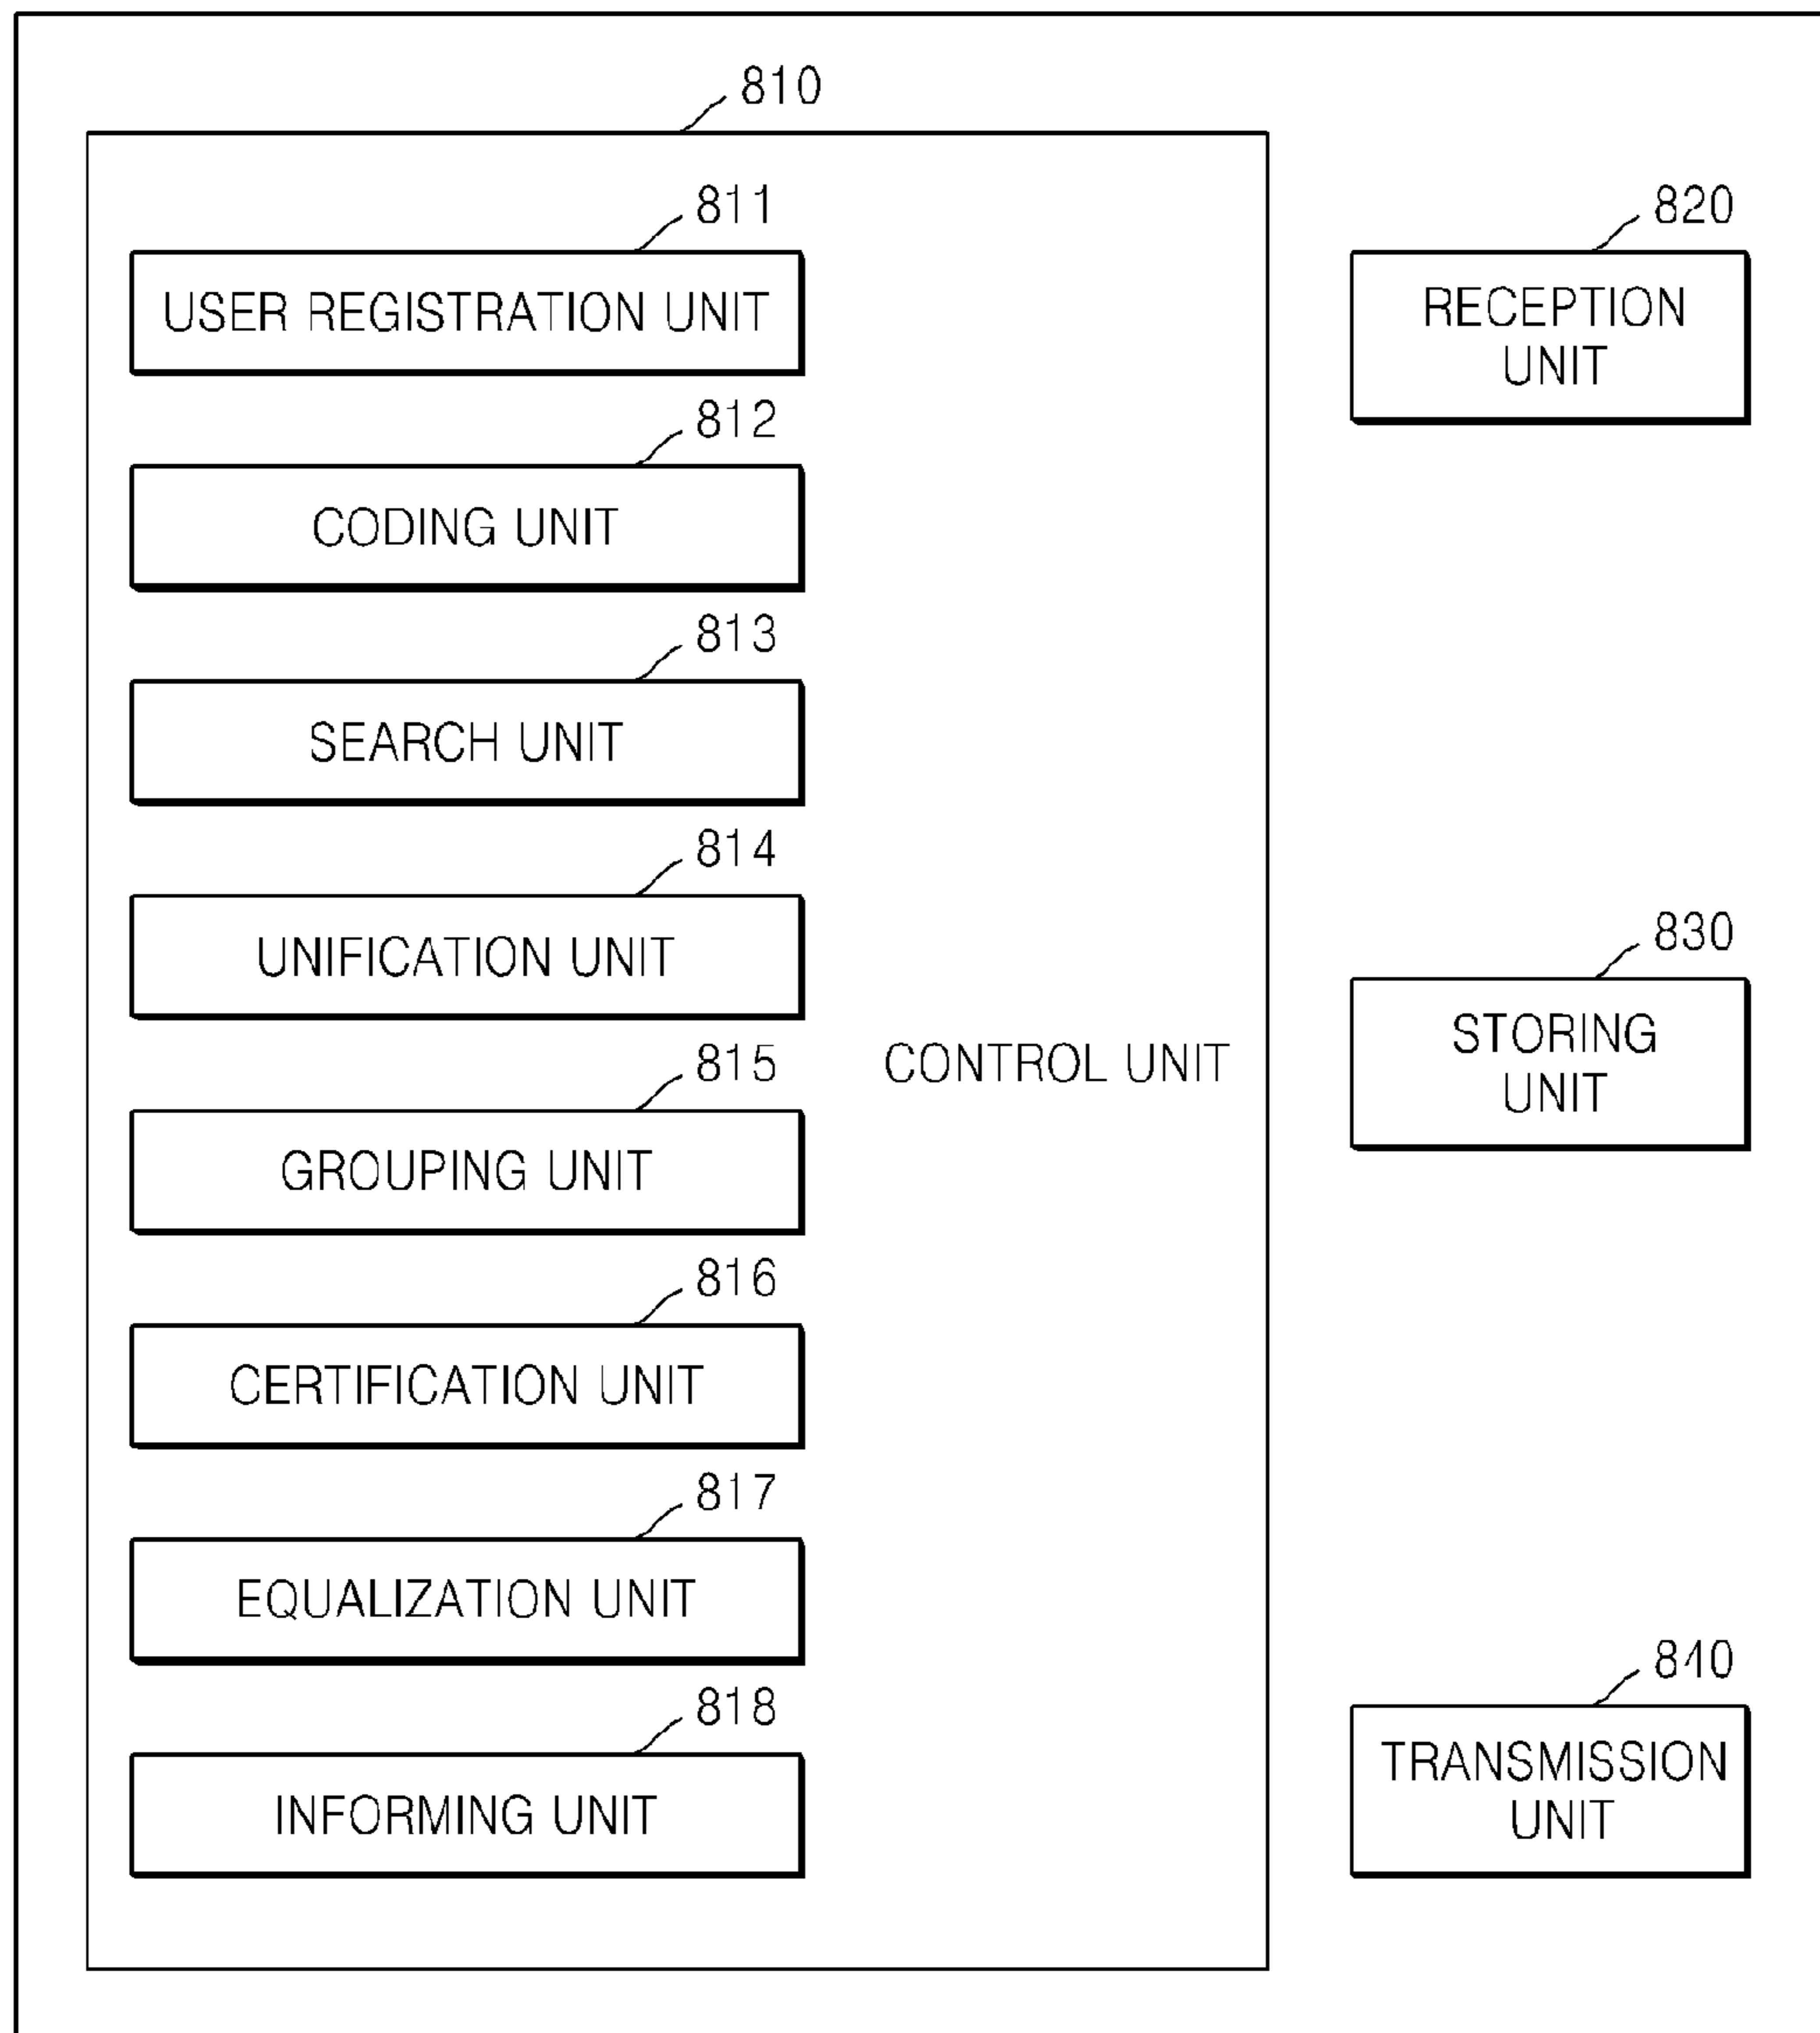 810
811
USER REGISTRATION UNIT
812
CODING UNIT
813
SEARCH UNIT
814
UNIFICATION UNIT
815
GROUPING UNIT
816
CERTIFICATION UNIT
817
EQUALIZATION UNIT
818
INFORMING UNIT
CONTROL UNIT
820
RECEPTION
UNIT
830
STORING
UNIT
840
TRANSMISSION
UNIT